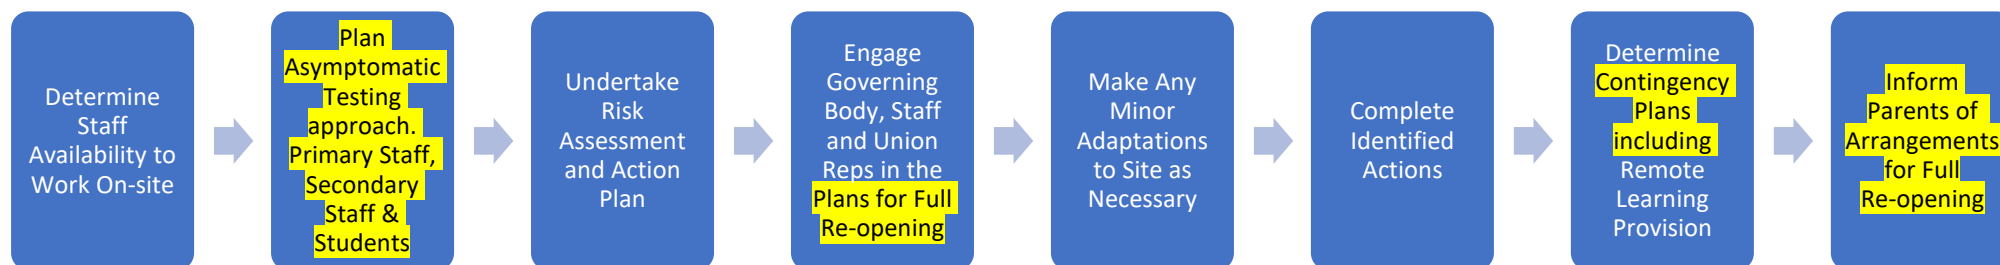 Determine
Staff
Availability to
Work On-site
Plan
Asymptomatic
Testing
approach.
Primary Staff,
Secondary
Staff &
Students
Undertake
Risk
Assessment
and Action
Plan
Engage
Governing
Body, Staff
and Union
Reps in the
Plans for Full
Re-opening
Make Any
Minor
Adaptations
to Site as
Necessary
Complete
Identified
Actions
Determine
Contingency
Plans
including
Remote
Learning
Provision
Inform
Parents of
Arrangements
for Full
Re-opening